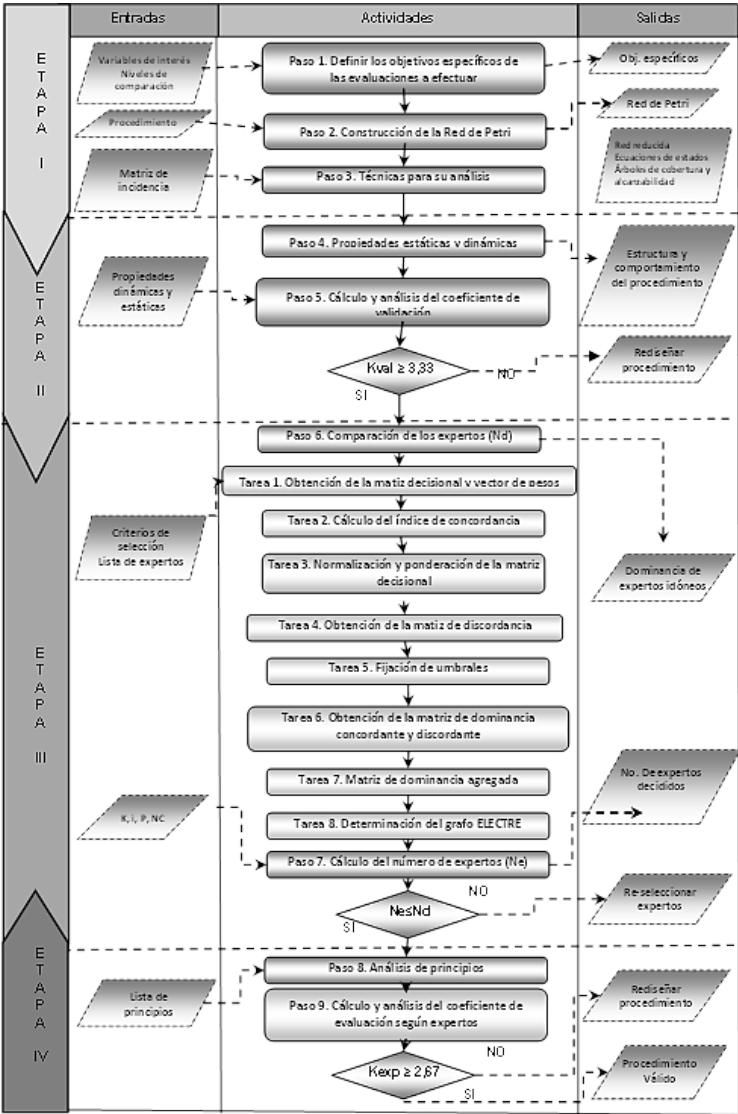 Entradas
Actividades
Salidas
ETAPA I
Variables de interés
Niveles de
comparación
Paso 1. Definir los objetivos específicos de
las evaluaciones a efectuar
Obj. específicos
Procedimiento
Paso 2. Construcción de la Red de Petri
Red de Petri
Matriz de
incidencia
Paso 3. Técnicas para su análisis
Red reducida
Ecuaciones de estados
Árboles de cobertura y
alcanzabilidad
ETAPA II
Paso 4. Propiedades estáticas y dinámicas
Estructura y
comportamiento
del procedimiento
Propiedades
dinámicas y
estáticas
Paso 5. Cálculo y análisis del coeficiente de
validación
Kval ≥ 3,33
NO
SI
Rediseñar
procedimiento
ETAPA III
Paso 6. Comparación de los expertos (Nd)
Tarea 1. Obtención de la matiz decisional y vector de pesos
Criterios de
selección
Lista de expertos
Tarea 2. Cálculo del índice de concordancia
Tarea 3. Normalización y ponderación de la matriz
decisional
Dominancia de
expertos idóneos
Tarea 4. Obtención de la matiz de discordancia
Tarea 5. Fijación de umbrales
Tarea 6. Obtención de la matriz de dominancia
concordante y discordante
Tarea 7. Matriz de dominancia agregada
No. De expertos
decididos
K, i, P, NC
Tarea 8. Determinación del grafo ELECTRE
Paso 7. Cálculo del número de expertos (Ne)
Ne≤Nd
NO
SI
Re-seleccionar
expertos
ETAPA IV
Paso 8. Análisis de principios
Lista de
principios
Paso 9. Cálculo y análisis del coeficiente de
evaluación según expertos
Rediseñar
procedimiento
Kexp ≥ 2,67
NO
SI
Procedimiento
Válido